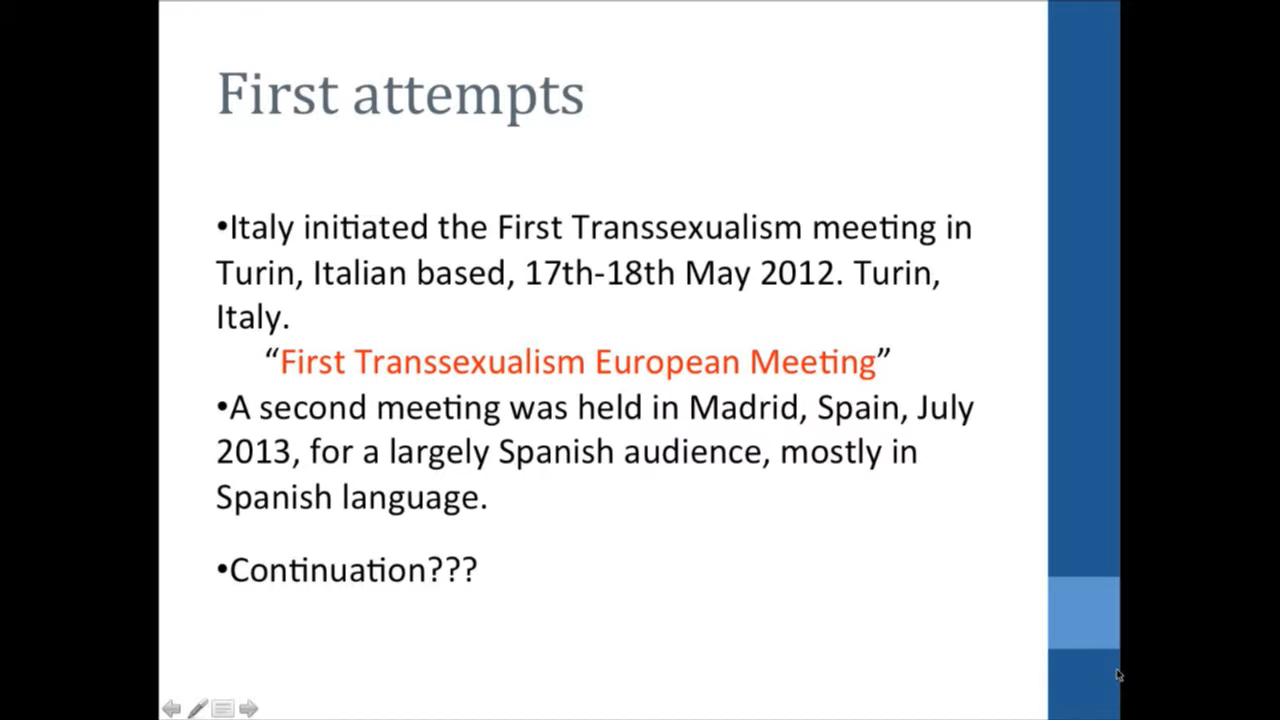 First attempts
•Italy initiated the First Transsexualism meeting in
Turin, Italian based, 17th-18th May 2012. Turin,
Italy.
“First Transsexualism European Meeting”
•A second meeting was held in Madrid, Spain, July
2013, for a largely Spanish audience, mostly in
Spanish language.
•Continuation???